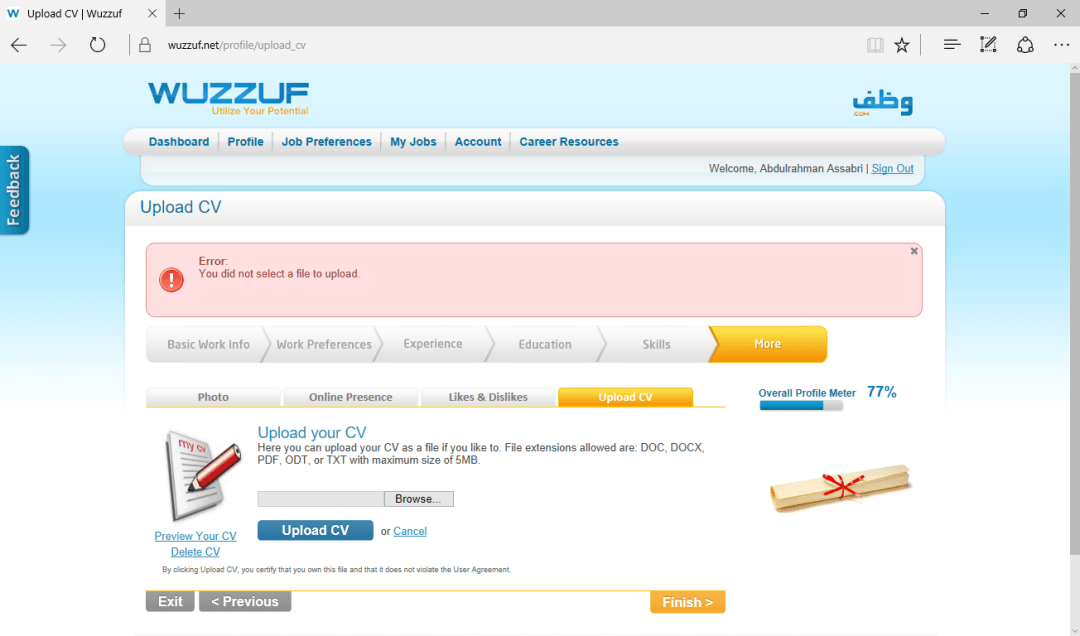 Upload CV | Wuzzuf
wuzzuf.net/profile/upload_cv
WUZZUF
Utilize Your Potential
وظف
.COM
Dashboard Profile Job Preferences My Jobs Account Career Resources
Welcome, Abdulrahman Assabri | Sign Out
Feedback
Upload CV
Error:
You did not select a file to upload.
Basic Work Info Work Preferences Experience Education Skills More
Photo Online Presence Likes & Dislikes Upload CV
Overall Profile Meter 77%
my cv
Upload your CV
Here you can upload your CV as a file if you like to. File extensions allowed are: DOC, DOCX,
PDF, ODT, or TXT with maximum size of 5MB.
Browse...
Upload CV or Cancel
Preview Your CV
Delete CV
By clicking Upload CV, you certify that you own this file and that it does not violate the User Agreement.
Exit < Previous Finish >